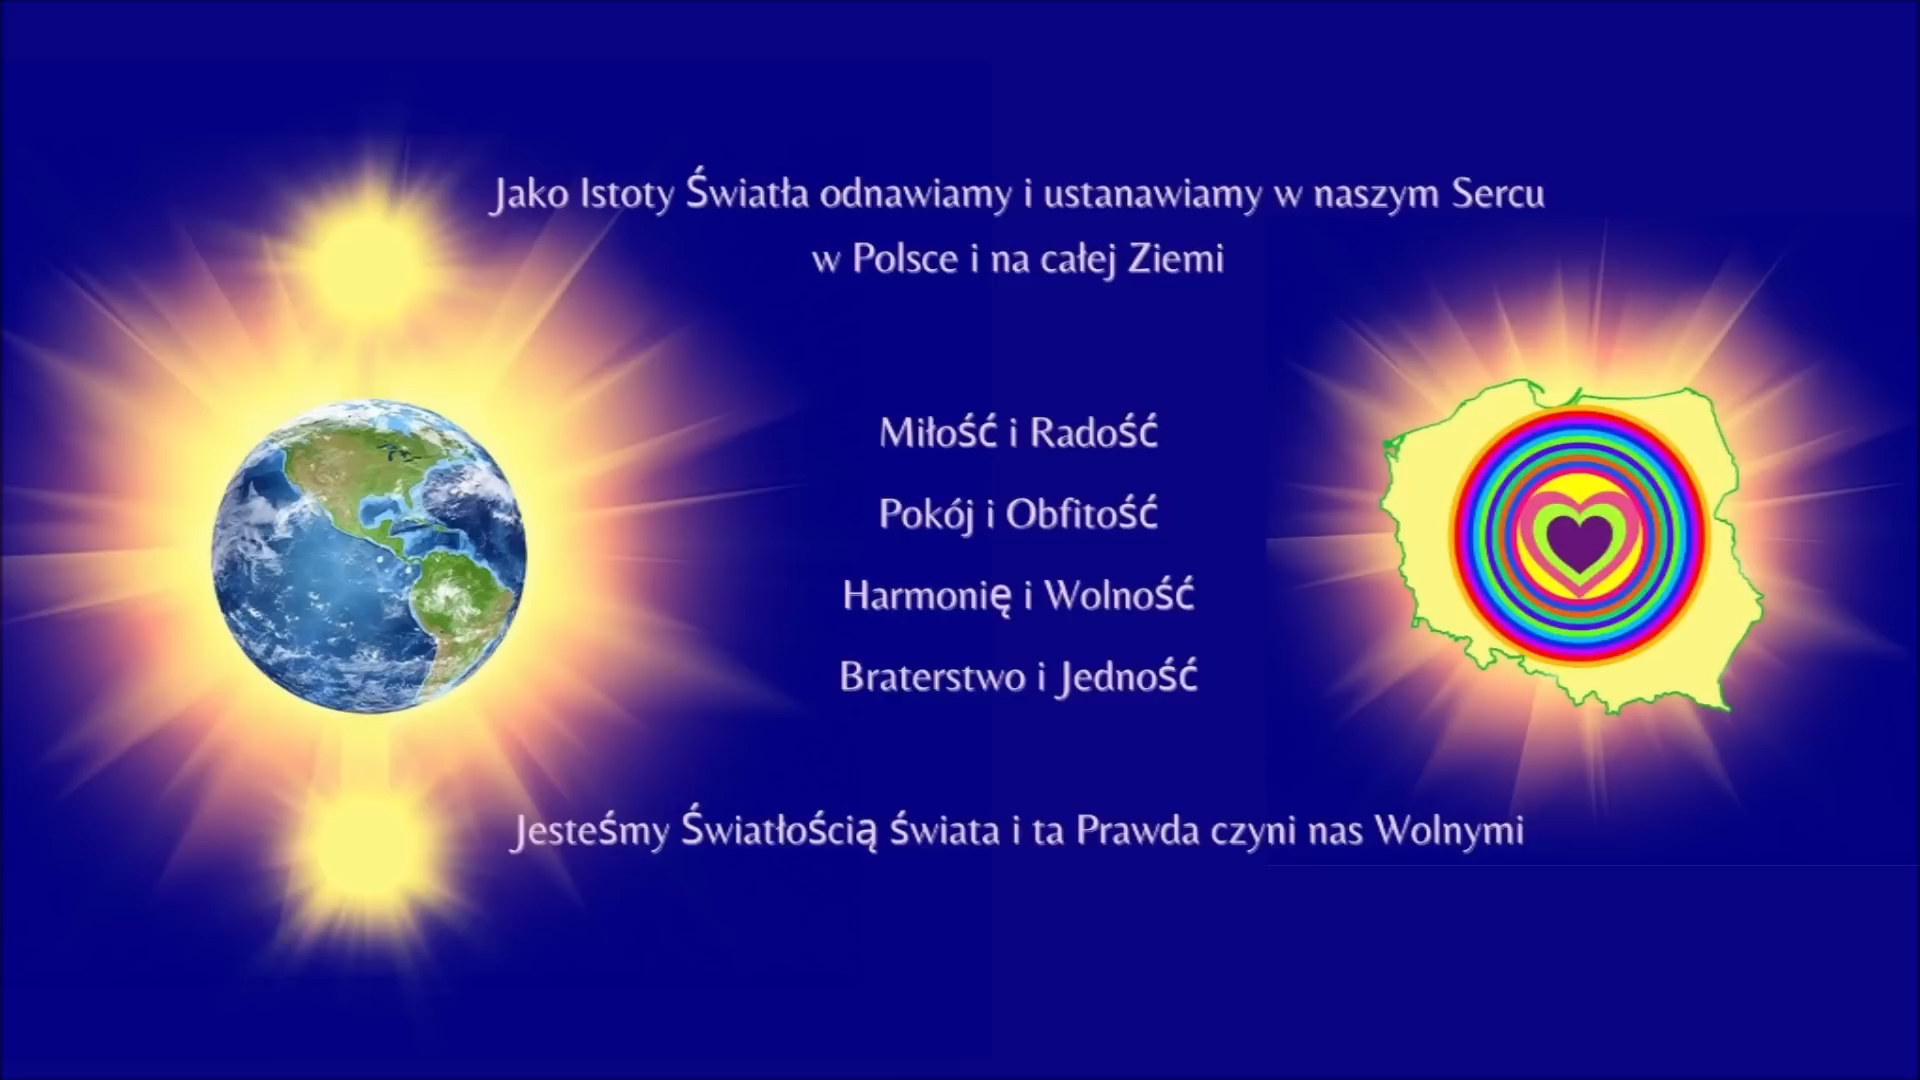 Jako Istoty Światła odnawiamy i ustanawiamy w naszym Sercu
w Polsce i na całej Ziemi
Miłość i Radość
Pokój i Obfitość
Harmonię i Wolność
Braterstwo i Jedność
Jesteśmy Światłością świata i ta Prawda czyni nas Wolnymi